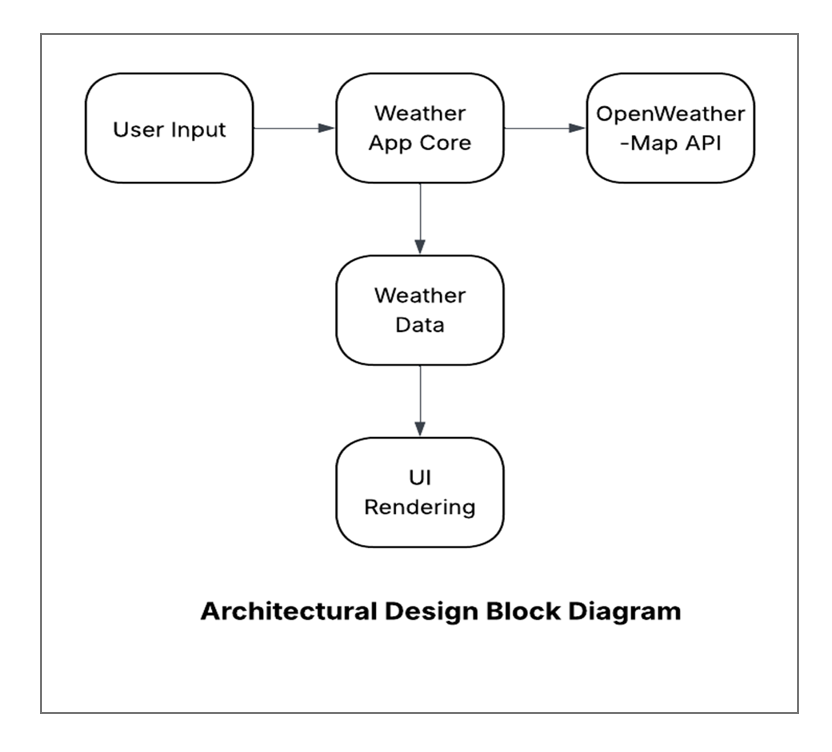 User Input
Weather
App Core
OpenWeather
-Map API
Weather
Data
UI
Rendering
Architectural Design Block Diagram